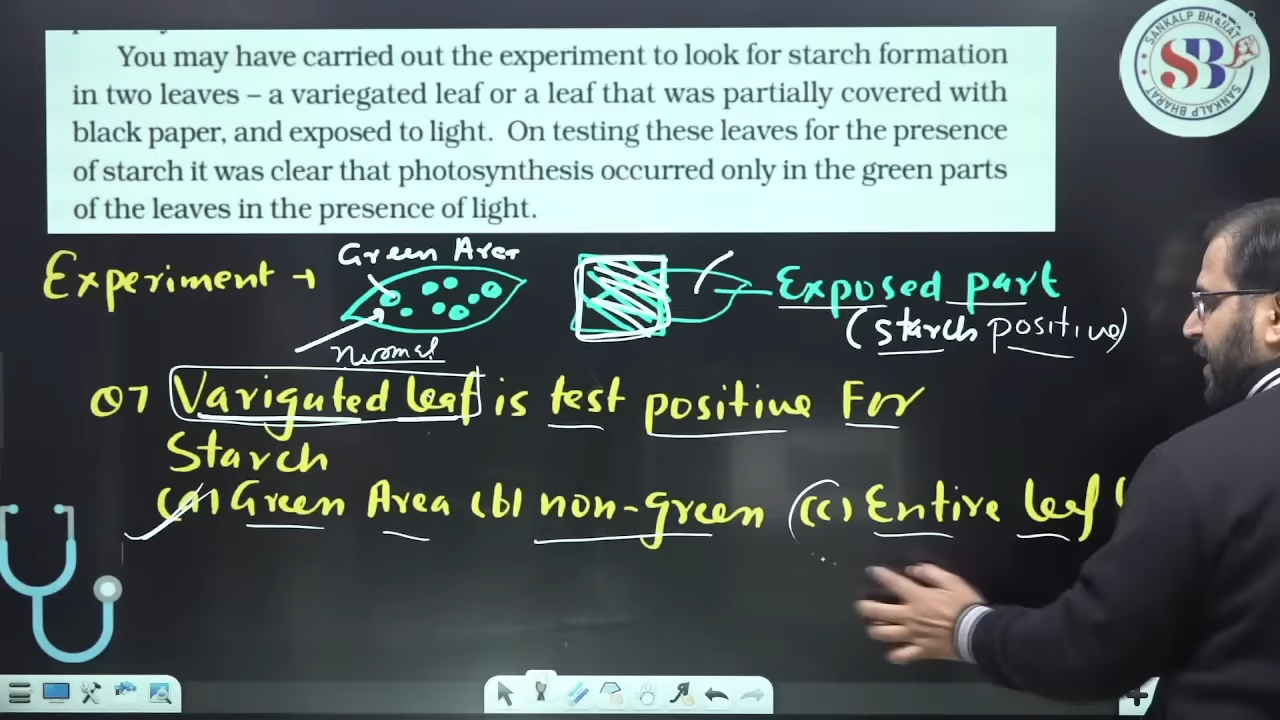 You may have carried out the experiment to look for starch formation
in two leaves – a variegated leaf or a leaf that was partially covered with
black paper, and exposed to light. On testing these leaves for the presence
of starch it was clear that photosynthesis occurred only in the green parts
of the leaves in the presence of light.
SANKALP BHARAT
SB
SANKALP BHARAT
Green Area
Experiment →
Exposed part
(starch positive)
Normal
Q7 Varigated leaf is test positive For
Starch
(a) Green Area (b) non-green (c) Entire leaf